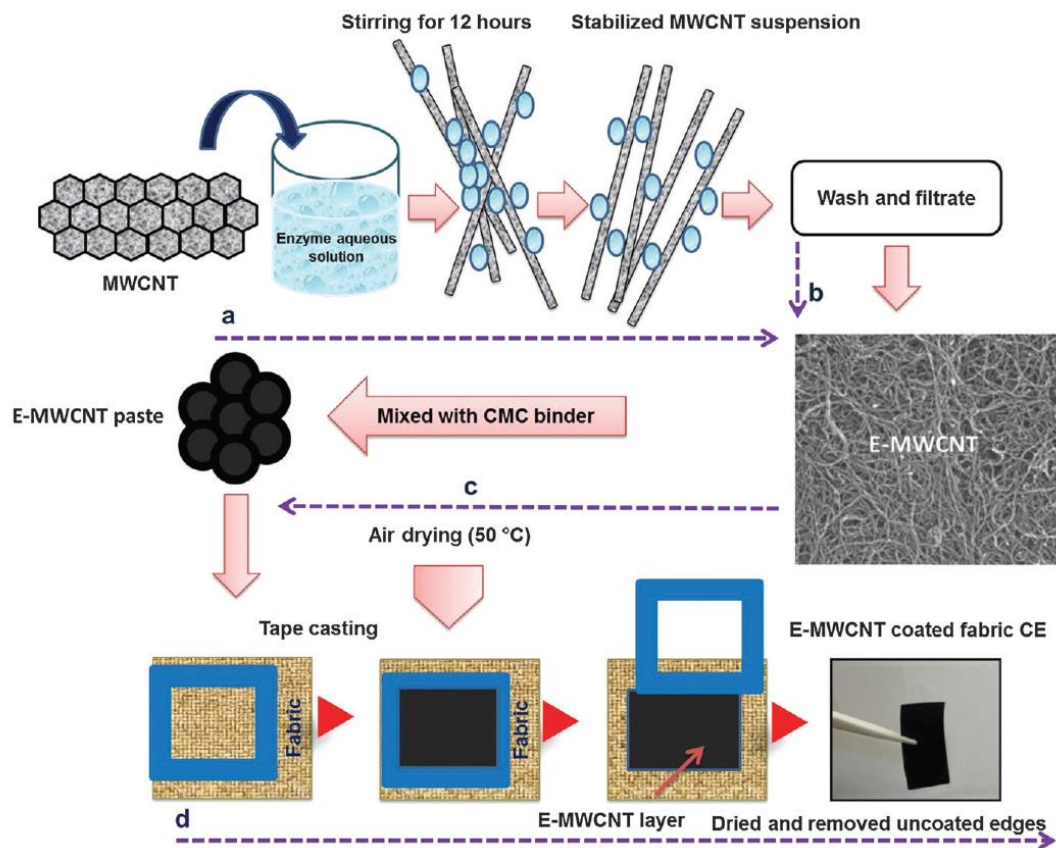 Stirring for 12 hours
Stabilized MWCNT suspension
Enzyme aqueous
solution
Wash and filtrate
MWCNT
a
b
E-MWCNT paste
Mixed with CMC binder
E-MWCNT
c
Air drying (50 °C)
Tape casting
E-MWCNT coated fabric CE
Fabric
Fabric
d
E-MWCNT layer
Dried and removed uncoated edges